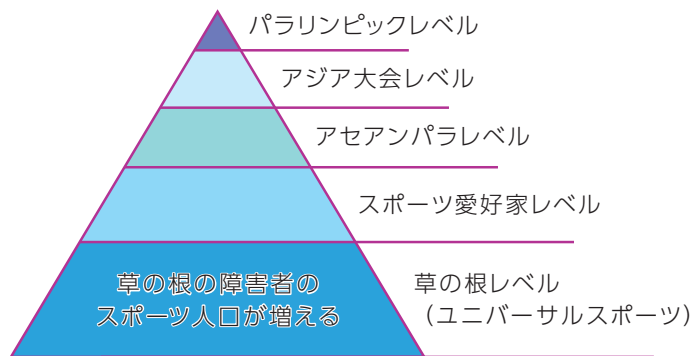 パラリンピックレベル
アジア大会レベル
アセアンパラレベル
スポーツ愛好家レベル
草の根の障害者の
スポーツ人口が増える
草の根レベル
（ユニバーサルスポーツ）